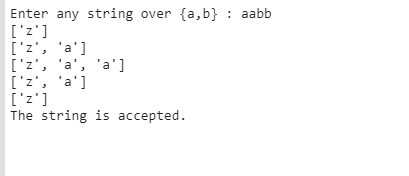 Enter any string over {a,b} : aabb
['z']
['z', 'a']
['z', 'a', 'a']
['z', 'a']
['z']
The string is accepted.